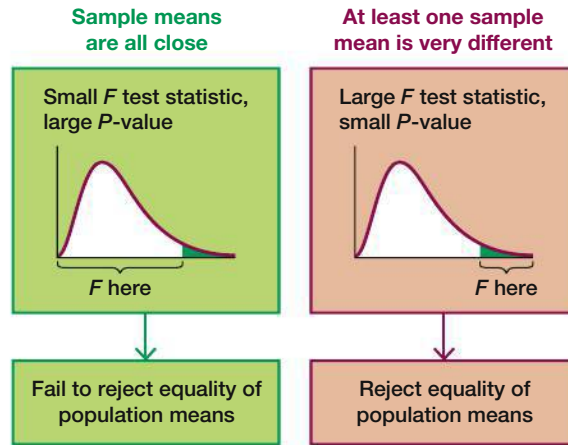 Sample means
are all close
Small F test statistic,
large P-value
F here
Fail to reject equality of
population means
At least one sample
mean is very different
Large F test statistic,
small P-value
F here
Reject equality of
population means